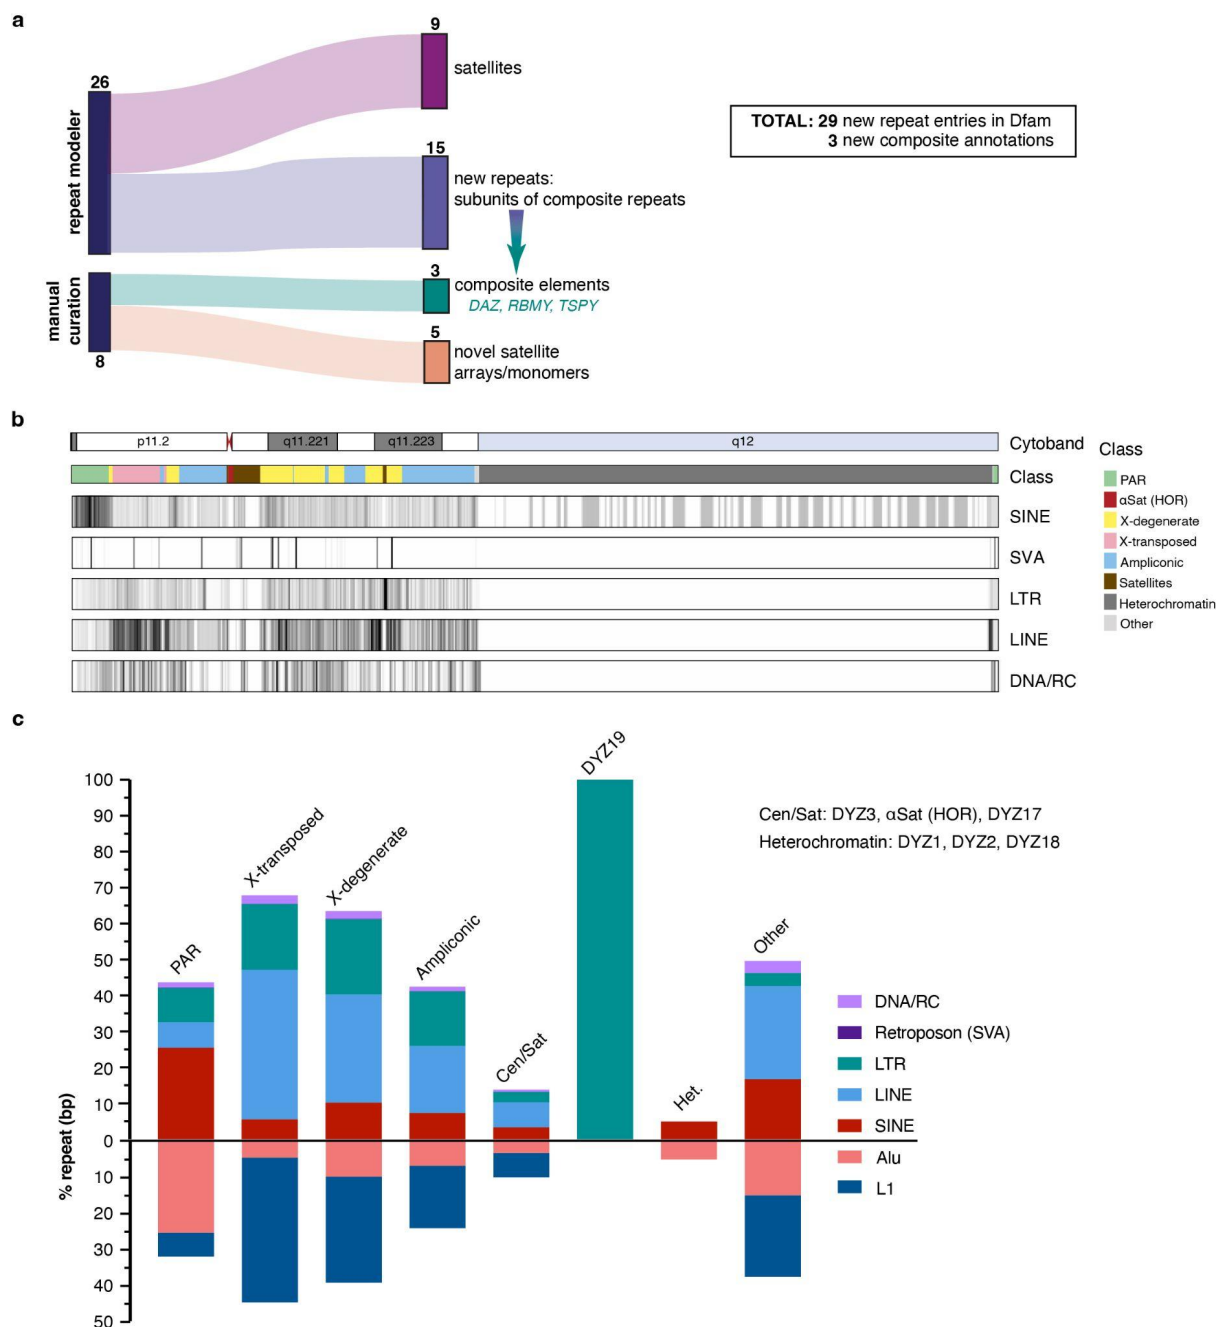 a
26
repeat modeler
9
satellites
15
new repeats:
subunits of composite repeats
manual
curation
8
3
composite elements
DAZ, RBMY, TSPY
5
novel satellite
arrays/monomers
TOTAL: 29 new repeat entries in Dfam
3 new composite annotations
b
p11.2
q11.221
q11.223
q12
Cytoband
Class
SINE
SVA
LTR
LINE
DNA/RC
Class
PAR
αSat (HOR)
X-degenerate
X-transposed
Ampliconic
Satellites
Heterochromatin
Other
c
% repeat (bp)
100
90
80
70
60
50
40
30
20
10
0
10
20
30
40
50
PAR
X-transposed
X-degenerate
Ampliconic
Cen/Sat
DYZ19
Het.
Other
Cen/Sat: DYZ3, αSat (HOR), DYZ17
Heterochromatin: DYZ1, DYZ2, DYZ18
DNA/RC
Retroposon (SVA)
LTR
LINE
SINE
Alu
L1